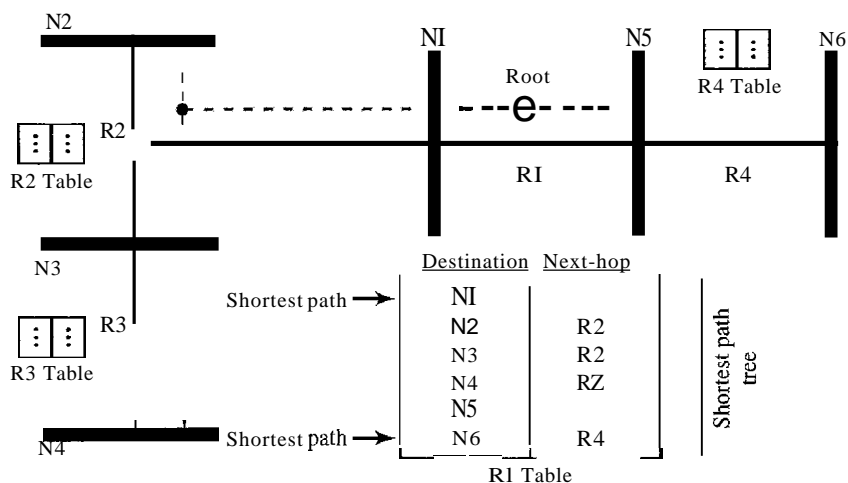 N2
NI
N5
N6
Root
e
R4 Table
R2
R2 Table
RI
R4
N3
Destination Next-hop
Shortest path
NI
N2 R2
R3
N3 R2
R3 Table
N4 RZ
N5
N4
Shortest path
N6 R4
R1 Table
Shortest path
tree